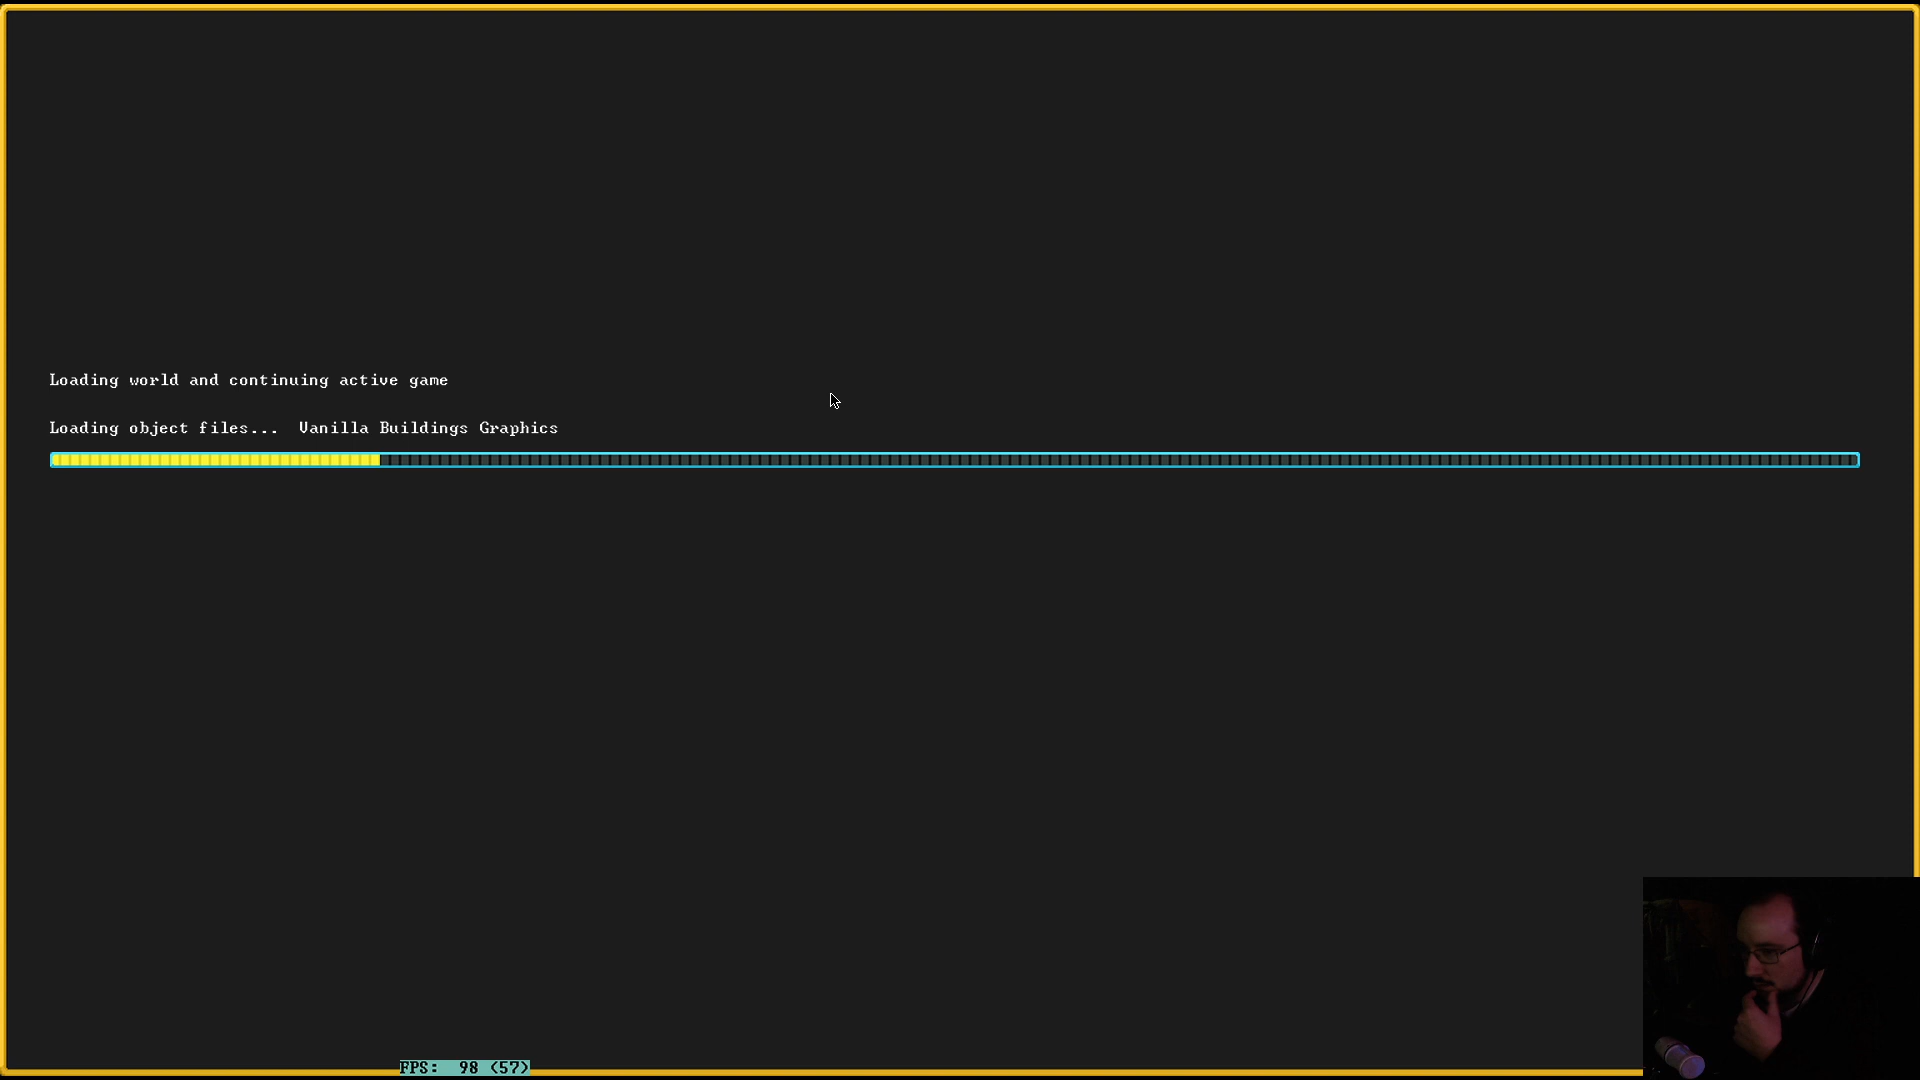 Loading world and continuing active game
Loading object files...  Vanilla Buildings Graphics
FPS:  98 (57)